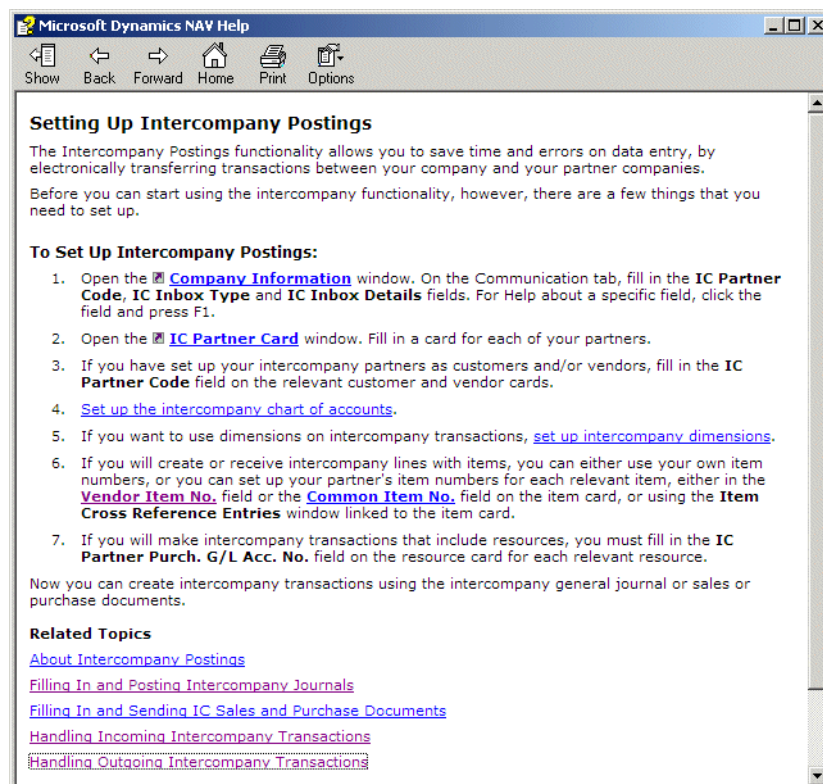 Microsoft Dynamics NAV Help
Show Back Forward Home Print Options
Setting Up Intercompany Postings
The Intercompany Postings functionality allows you to save time and errors on data entry, by
electronically transferring transactions between your company and your partner companies.
Before you can start using the intercompany functionality, however, there are a few things that you
need to set up.
To Set Up Intercompany Postings:
1. Open the Company Information window. On the Communication tab, fill in the IC Partner
Code, IC Inbox Type and IC Inbox Details fields. For Help about a specific field, click the
field and press F1.
2. Open the IC Partner Card window. Fill in a card for each of your partners.
3. If you have set up your intercompany partners as customers and/or vendors, fill in the IC
Partner Code field on the relevant customer and vendor cards.
4. Set up the intercompany chart of accounts.
5. If you want to use dimensions on intercompany transactions, set up intercompany dimensions.
6. If you will create or receive intercompany lines with items, you can either use your own item
numbers, or you can set up your partner's item numbers for each relevant item, either in the
Vendor Item No. field or the Common Item No. field on the item card, or using the Item
Cross Reference Entries window linked to the item card.
7. If you will make intercompany transactions that include resources, you must fill in the IC
Partner Purch. G/L Acc. No. field on the resource card for each relevant resource.
Now you can create intercompany transactions using the intercompany general journal or sales or
purchase documents.
Related Topics
About Intercompany Postings
Filling In and Posting Intercompany Journals
Filling In and Sending IC Sales and Purchase Documents
Handling Incoming Intercompany Transactions
Handling Outgoing Intercompany Transactions